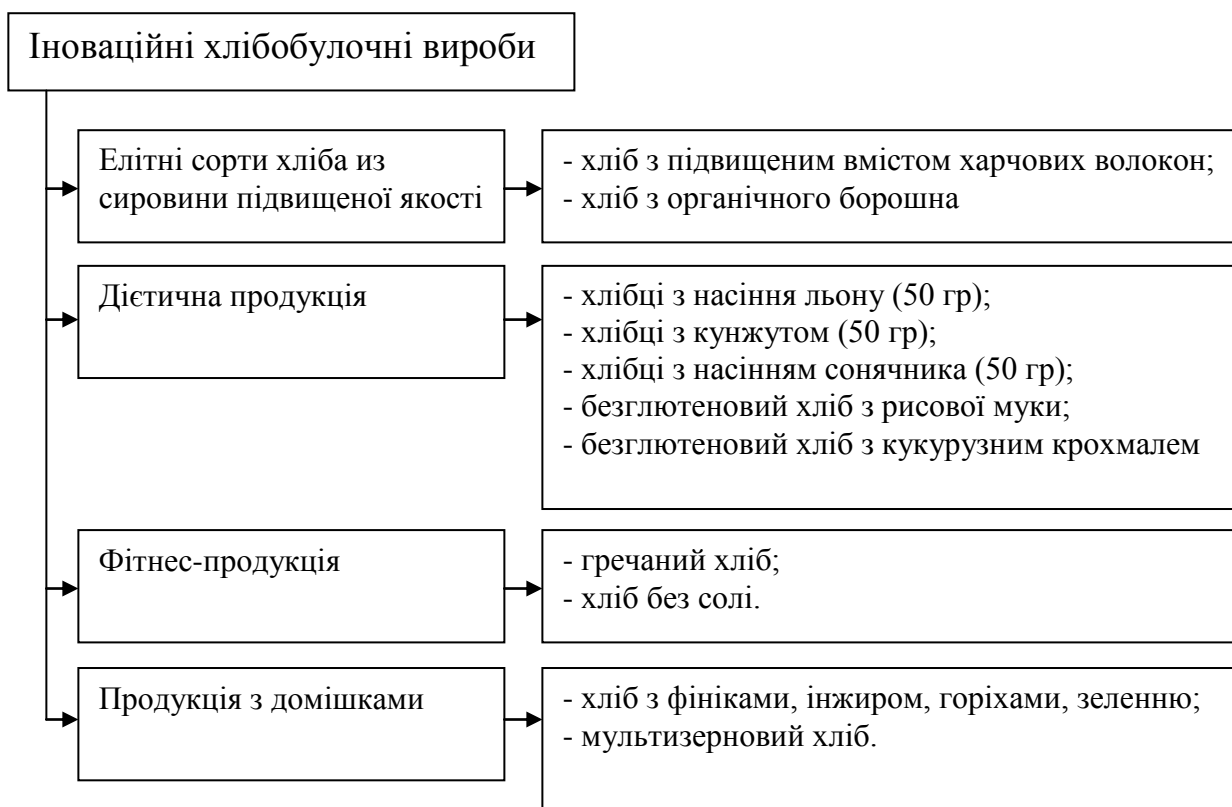 Іноваційні хлібобулочні вироби
Елітні сорти хліба из
сировини підвищеної якості
- хліб з підвищеним вмістом харчових волокон;
- хліб з органічного борошна
Дієтична продукція
- хлібці з насіння льону (50 гр);
- хлібці з кунжутом (50 гр);
- хлібці з насінням сонячника (50 гр);
- безглютеновий хліб з рисової муки;
- безглютеновий хліб з кукурузним крохмалем
Фітнес-продукція
- гречаний хліб;
- хліб без солі.
Продукція з домішками
- хліб з фініками, інжиром, горіхами, зеленню;
- мультизерновий хліб.